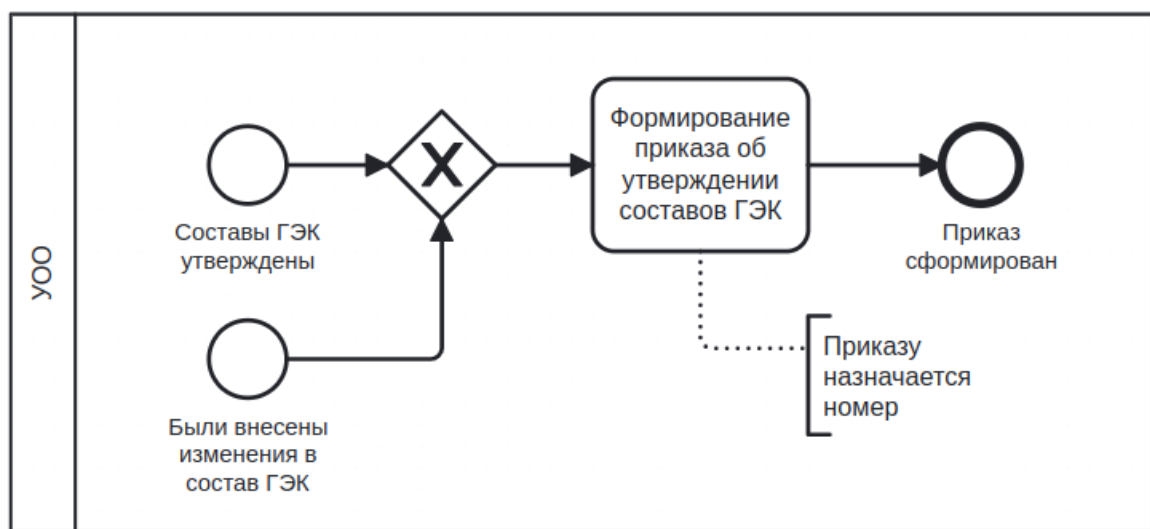 УОО
Составы ГЭК
утверждены
Были внесены
изменения в
состав ГЭК
X
Формирование
приказа об
утверждении
составов ГЭК
Приказу
назначается
номер
Приказ
сформирован